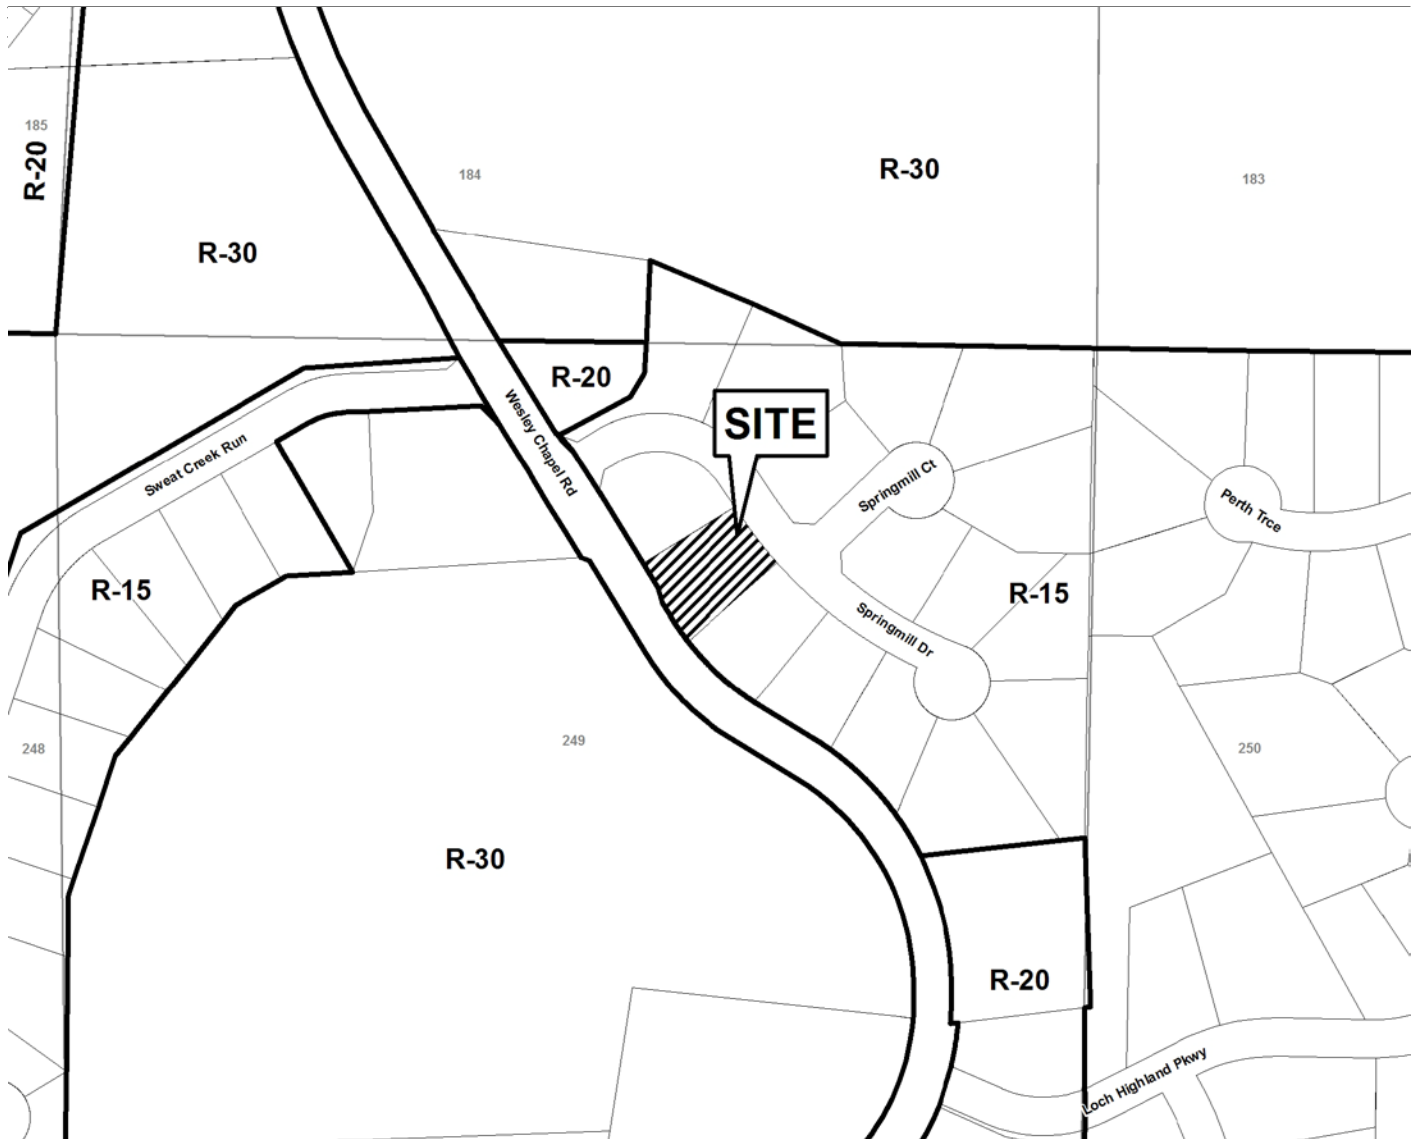 185
R-20
184
R-30
183
R-30
R-20
SITE
Wesley Chapel Rd
Sweat Creek Run
Springmill Ct
Perth Trce
R-15
R-15
Springmill Dr
248
249
250
R-30
R-20
Loch Highland Pkwy